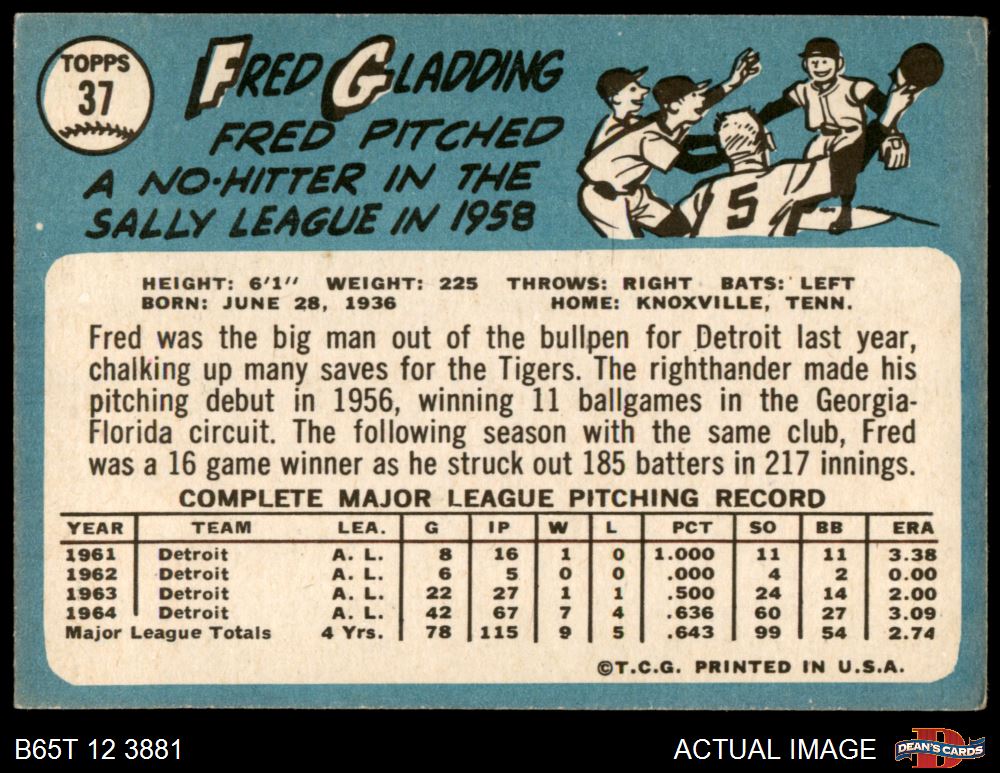 TOPPS
37
FRED GLADDING
FRED PITCHED
A NO-HITTER IN THE
SALLY LEAGUE IN 1958
5
HEIGHT: 6'1" WEIGHT: 225 THROWS: RIGHT BATS: LEFT
BORN: JUNE 28, 1936 HOME: KNOXVILLE, TENN.
Fred was the big man out of the bullpen for Detroit last year,
chalking up many saves for the Tigers. The righthander made his
pitching debut in 1956, winning 11 ballgames in the Georgia-
Florida circuit. The following season with the same club, Fred
was a 16 game winner as he struck out 185 batters in 217 innings.
COMPLETE MAJOR LEAGUE PITCHING RECORD
YEAR TEAM LEA. G IP W L PCT SO BB ERA
1961 Detroit A. L. 8 16 1 0 1.000 11 11 3.38
1962 Detroit A. L. 6 5 0 0 .000 4 2 0.00
1963 Detroit A. L. 22 27 1 1 .500 24 14 2.00
1964 Detroit A. L. 42 67 7 4 .636 60 27 3.09
Major League Totals 4 Yrs. 78 115 9 5 .643 99 54 2.74
©T.C.G. PRINTED IN U.S.A.
B65T 12 3881 ACTUAL IMAGE D DEAN'S CARDS